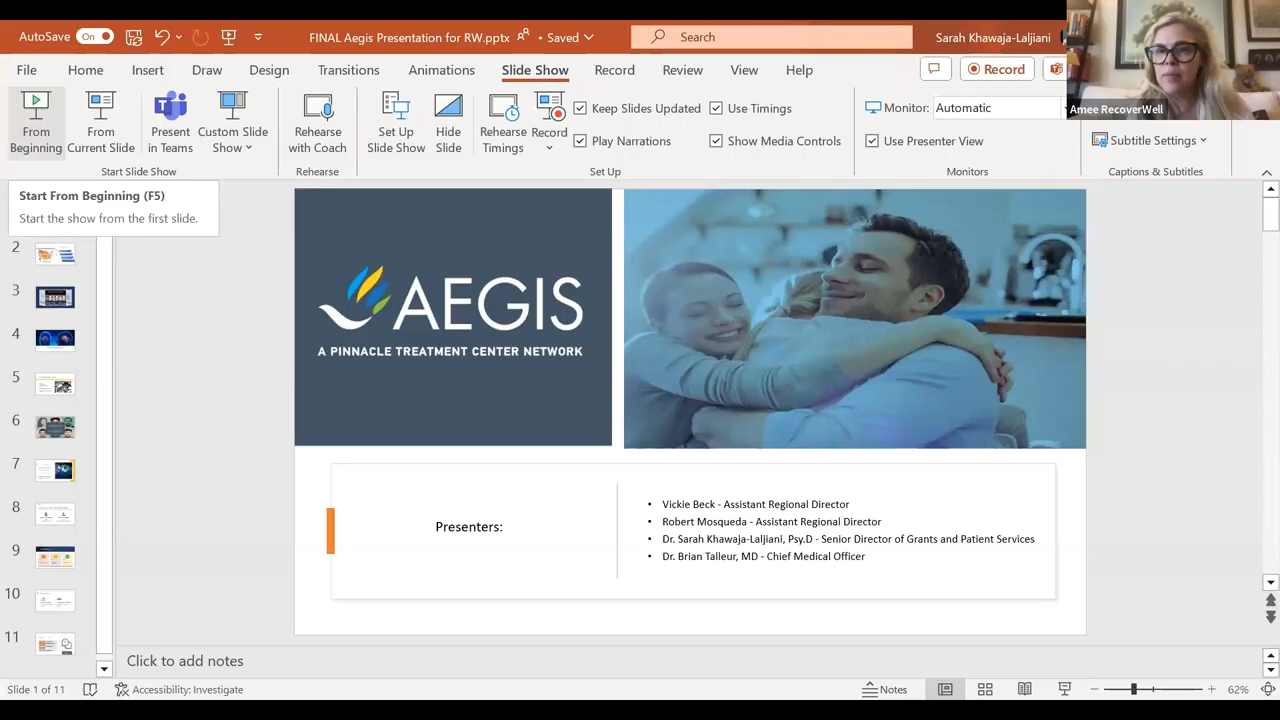 AutoSave On FINAL Aegis Presentation for RW.pptx • Saved Search Sarah Khawaja-Laljiani
File Home Insert Draw Design Transitions Animations Slide Show Record Review View Help Record
Amee RecoverWell
From Beginning
From Current Slide
Present in Teams
Custom Slide Show
Rehearse with Coach
Set Up Slide Show
Hide Slide
Rehearse Timings
Record
Keep Slides Updated
Use Timings
Play Narrations
Show Media Controls
Monitor: Automatic
Use Presenter View
Subtitle Settings
Start Slide Show Rehearse Set Up Monitors Captions & Subtitles
Start From Beginning (F5)
Start the show from the first slide.
2
3
4
5
6
7
8
9
10
11
AEGIS
A PINNACLE TREATMENT CENTER NETWORK
Presenters:
• Vickie Beck - Assistant Regional Director
• Robert Mosqueda - Assistant Regional Director
• Dr. Sarah Khawaja-Laljiani, Psy.D - Senior Director of Grants and Patient Services
• Dr. Brian Talleur, MD - Chief Medical Officer
Click to add notes
Slide 1 of 11 Accessibility: Investigate Notes 62%